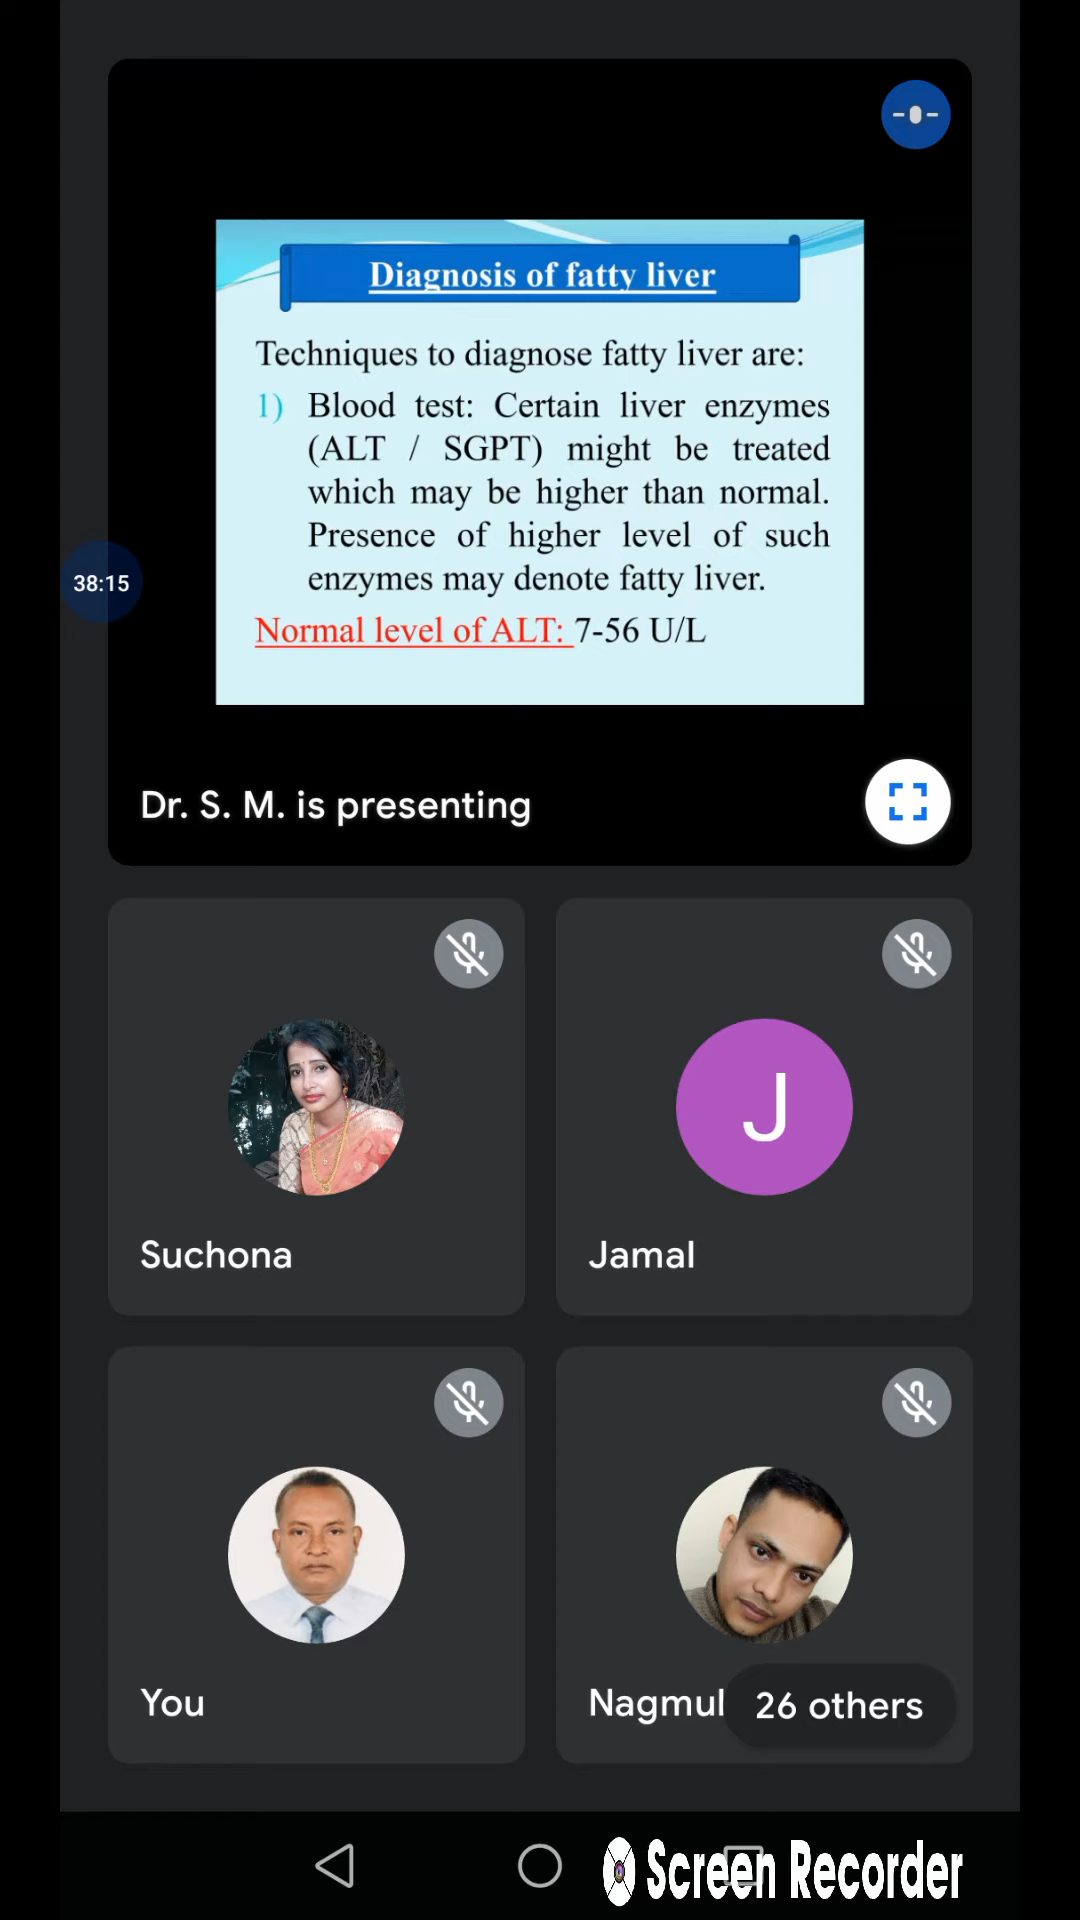 Diagnosis of fatty liver
Techniques to diagnose fatty liver are:
1) Blood test: Certain liver enzymes
(ALT / SGPT) might be treated
which may be higher than normal.
Presence of higher level of such
enzymes may denote fatty liver.
Normal level of ALT: 7-56 U/L
38:15
Dr. S. M. is presenting
J
Suchona
Jamal
You
Nagmul
26 others
Screen Recorder